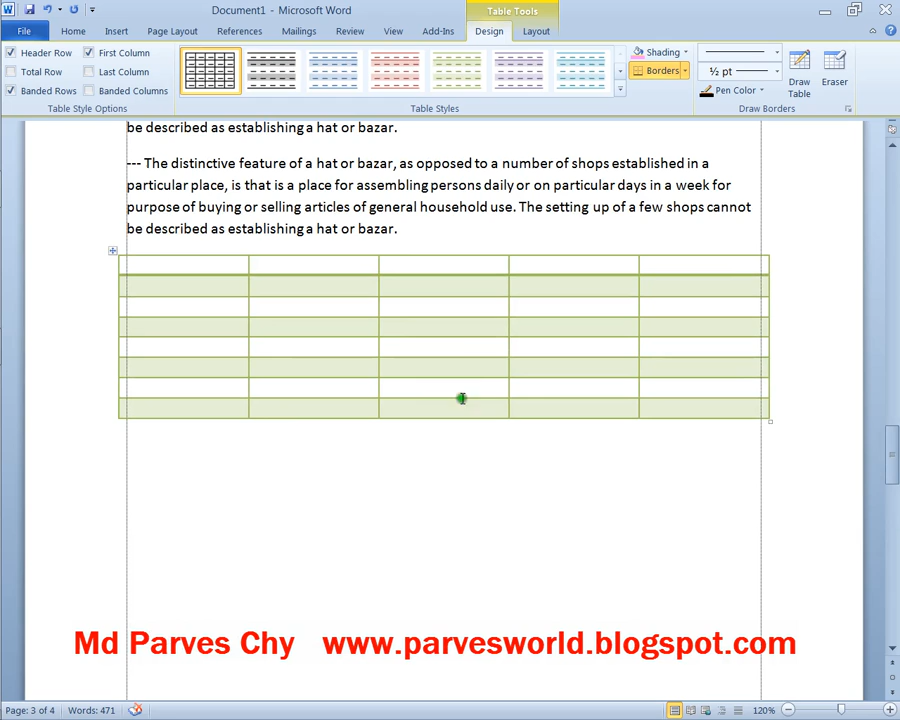 Document1 - Microsoft Word
Table Tools
File Home Insert Page Layout References Mailings Review View Add-Ins Design Layout
Header Row First Column
Total Row Last Column
Banded Rows Banded Columns
Table Style Options
Table Styles
Shading
Borders
½ pt
Pen Color
Draw Table
Eraser
Draw Borders
be described as establishing a hat or bazar.
--- The distinctive feature of a hat or bazar, as opposed to a number of shops established in a
particular place, is that is a place for assembling persons daily or on particular days in a week for
purpose of buying or selling articles of general household use. The setting up of a few shops cannot
be described as establishing a hat or bazar.
Md Parves Chy www.parvesworld.blogspot.com
Page: 3 of 4 Words: 471 120%